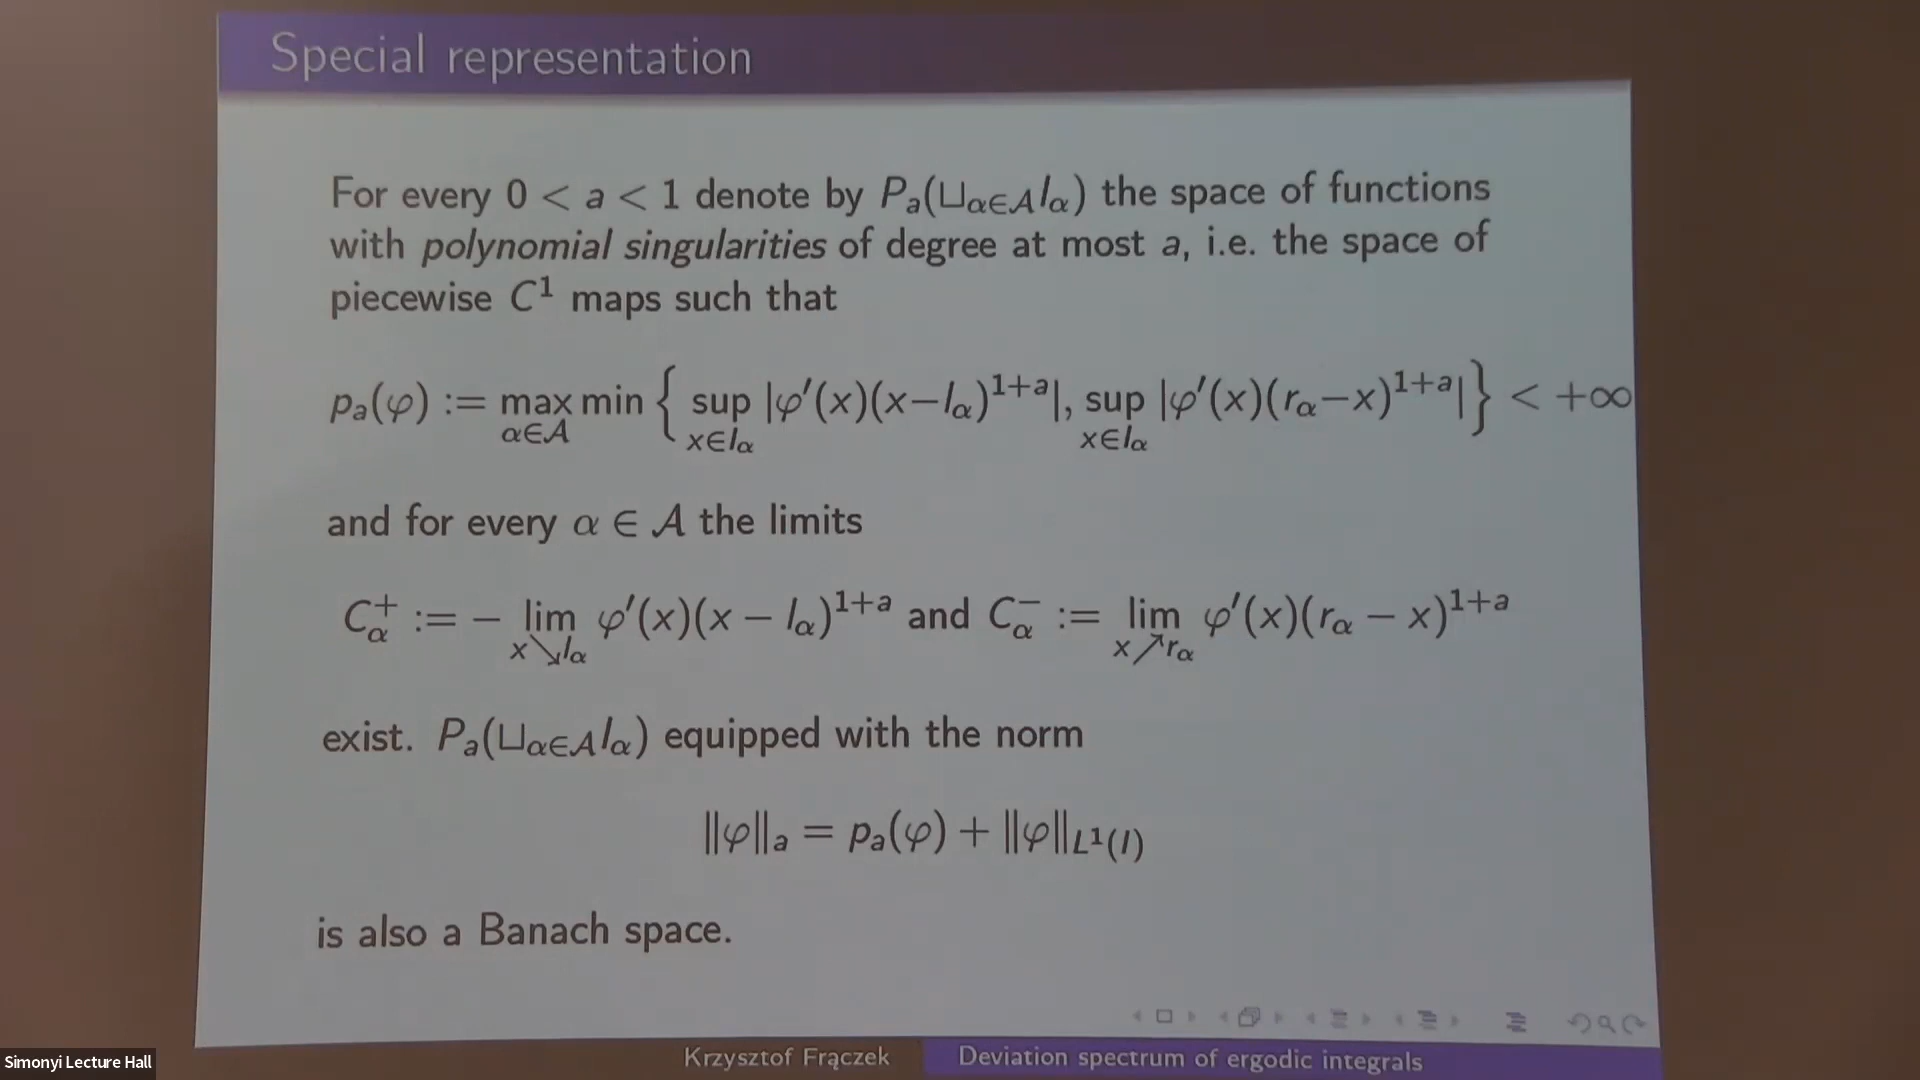 Special representation
For every 0 < a < 1 denote by P_a(⊔_{α∈𝒜} I_α) the space of functions
with polynomial singularities of degree at most a, i.e. the space of
piecewise C^1 maps such that
p_a(φ) := max_{α∈𝒜} min { sup_{x∈I_α} |φ′(x)(x−l_α)^{1+a}|, sup_{x∈I_α} |φ′(x)(r_α−x)^{1+a}| } < +∞
and for every α ∈ 𝒜 the limits
C_α^+ := − lim_{x↘l_α} φ′(x)(x − l_α)^{1+a} and C_α^− := lim_{x↗r_α} φ′(x)(r_α − x)^{1+a}
exist. P_a(⊔_{α∈𝒜} I_α) equipped with the norm
‖φ‖_a = p_a(φ) + ‖φ‖_{L^1(I)}
is also a Banach space.
Krzysztof Frączek Deviation spectrum of ergodic integrals
Simonyi Lecture Hall